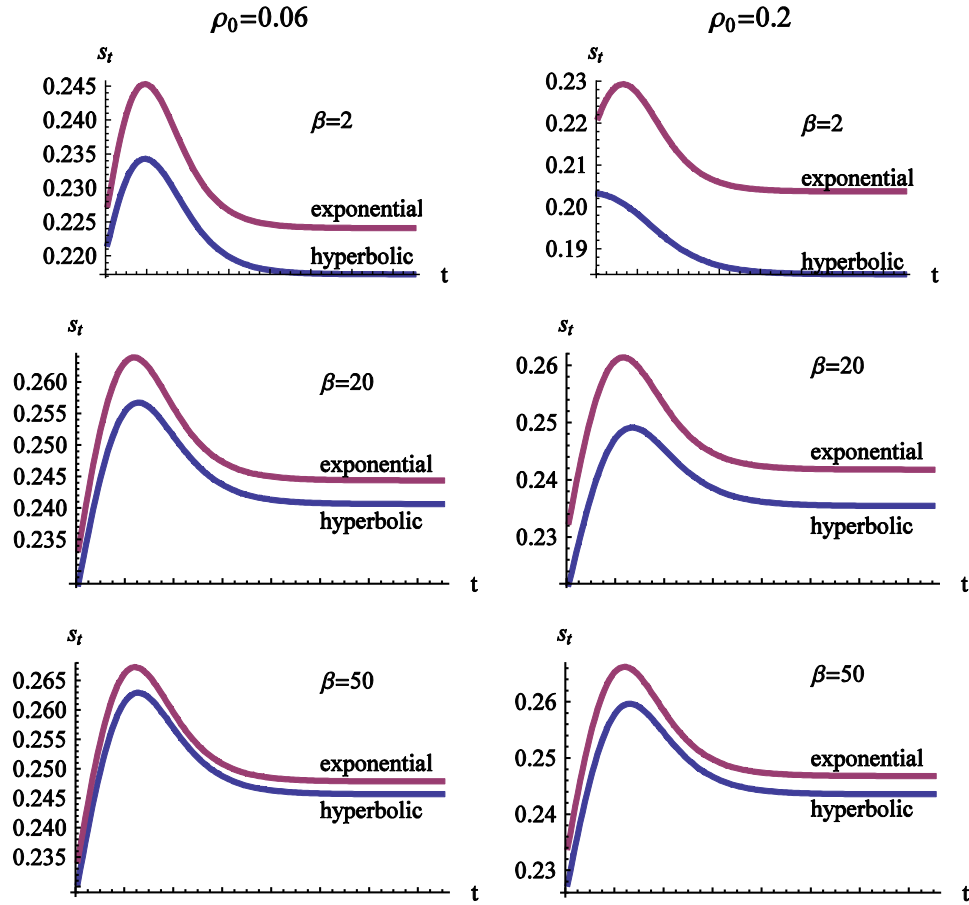 ρ₀=0.06
ρ₀=0.2
sₜ
0.245
0.240
0.235
0.230
0.225
0.220
β=2
exponential
hyperbolic
t
sₜ
0.23
0.22
0.21
0.20
0.19
β=2
exponential
hyperbolic
t
sₜ
0.260
0.255
0.250
0.245
0.240
0.235
β=20
exponential
hyperbolic
t
sₜ
0.26
0.25
0.24
0.23
β=20
exponential
hyperbolic
t
sₜ
0.265
0.260
0.255
0.250
0.245
0.240
0.235
β=50
exponential
hyperbolic
t
sₜ
0.26
0.25
0.24
0.23
β=50
exponential
hyperbolic
t